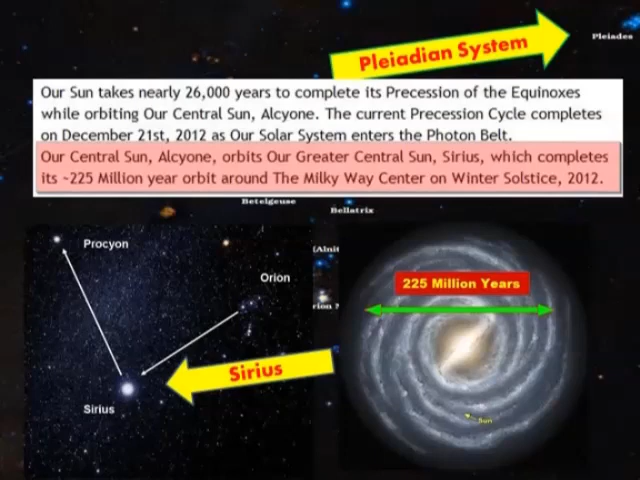 Pleiadian System
Pleiades
Our Sun takes nearly 26,000 years to complete its Precession of the Equinoxes
while orbiting Our Central Sun, Alcyone. The current Precession Cycle completes
on December 21st, 2012 as Our Solar System enters the Photon Belt.
Our Central Sun, Alcyone, orbits Our Greater Central Sun, Sirius, which completes
its ~225 Million year orbit around The Milky Way Center on Winter Solstice, 2012.
Betelgeuse
Bellatrix
Procyon
Orion
225 Million Years
Sirius
Sirius
Sun